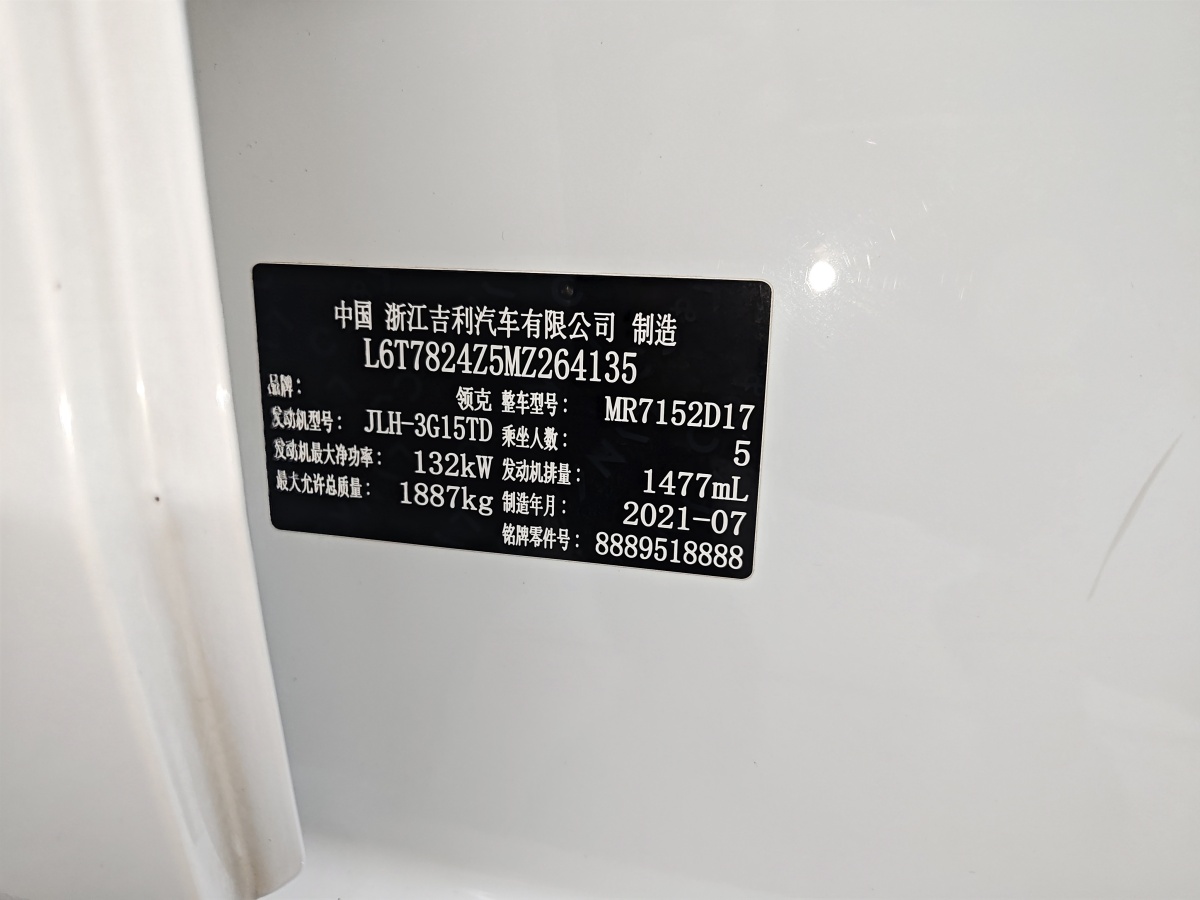 中国 浙江吉利汽车有限公司 制造
L6T7824Z5MZ264135
品牌： 领克 整车型号： MR7152D17
发动机型号： JLH-3G15TD 乘坐人数： 5
发动机最大净功率： 132kW 发动机排量： 1477mL
最大允许总质量： 1887kg 制造年月： 2021-07
铭牌零件号： 8889518888